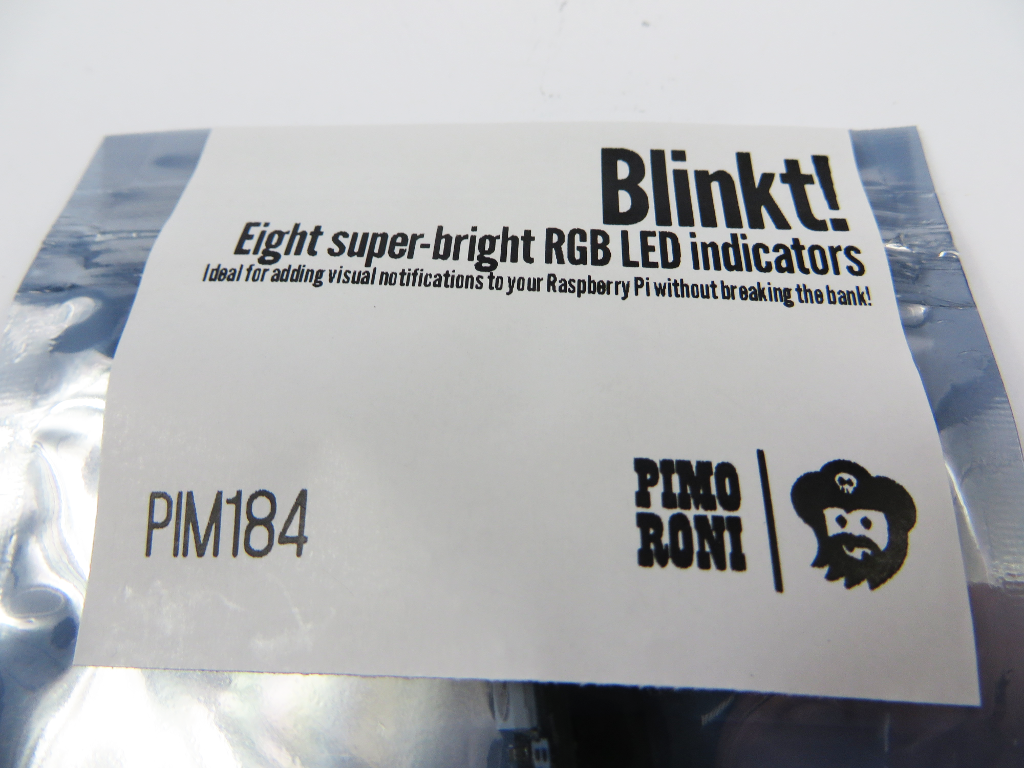 Blinkt!
Eight super-bright RGB LED indicators
Ideal for adding visual notifications to your Raspberry Pi without breaking the bank!
PIM184
PIMO
RONI